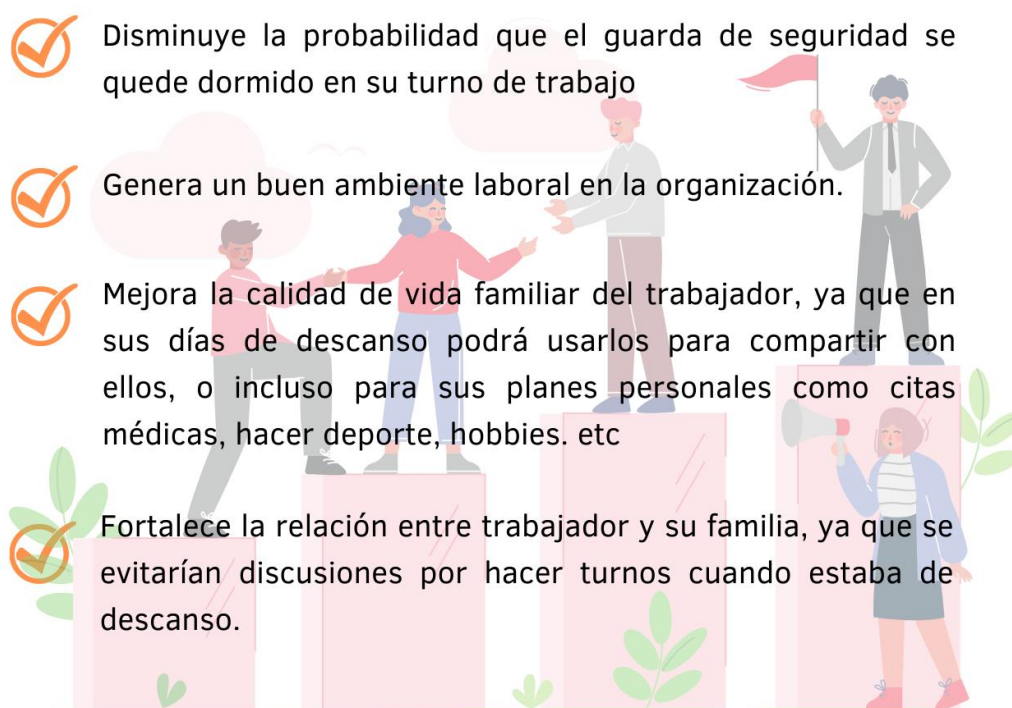 Disminuye la probabilidad que el guarda de seguridad se
quede dormido en su turno de trabajo
Genera un buen ambiente laboral en la organización.
Mejora la calidad de vida familiar del trabajador, ya que en
sus días de descanso podrá usarlos para compartir con
ellos, o incluso para sus planes personales como citas
médicas, hacer deporte, hobbies. etc
Fortalece la relación entre trabajador y su familia, ya que se
evitarían discusiones por hacer turnos cuando estaba de
descanso.